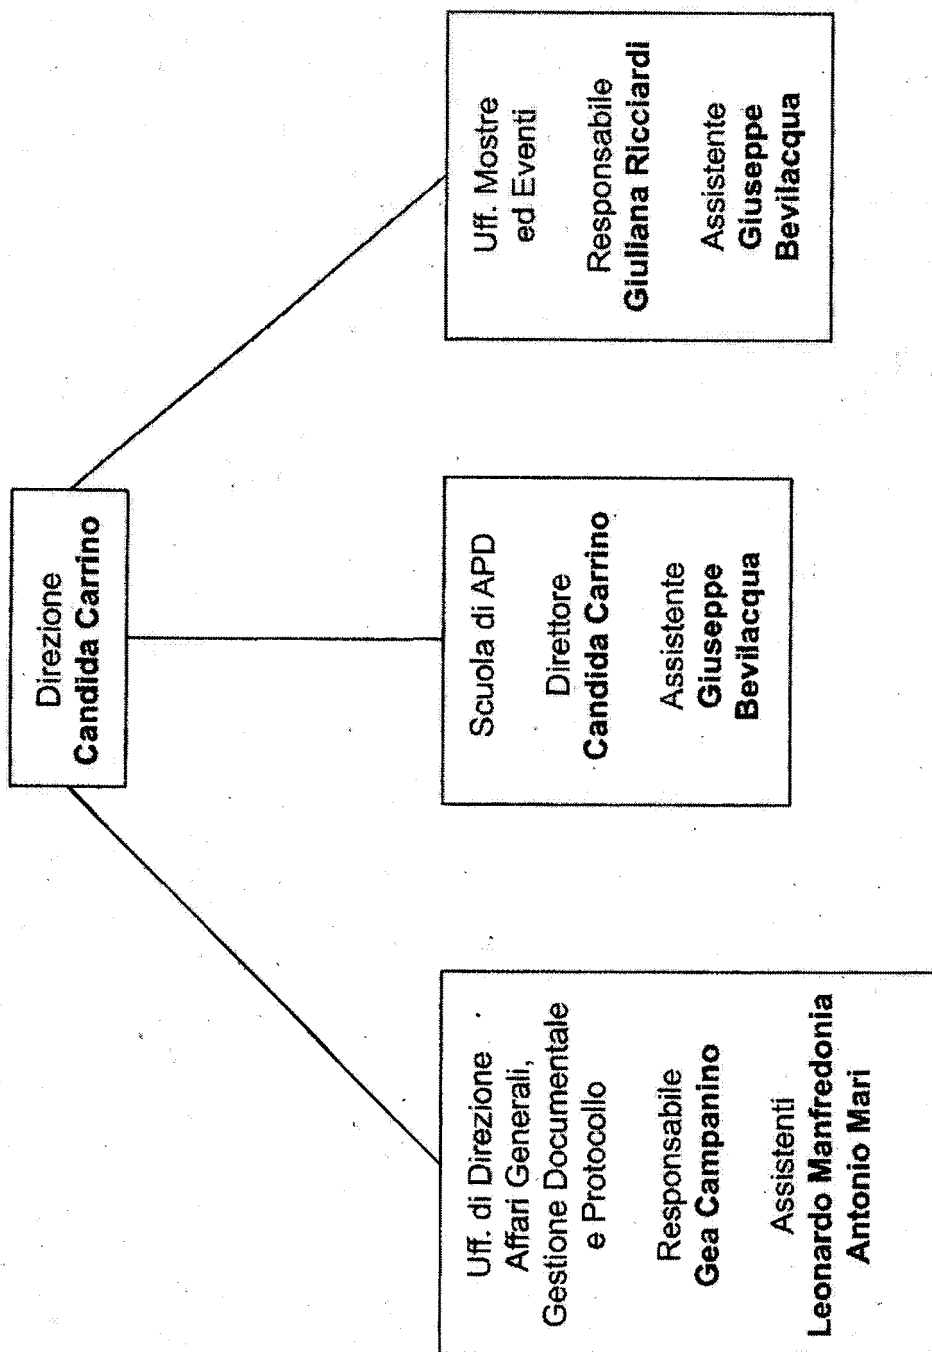 Direzione
Candida Carrino
Uff. di Direzione
Affari Generali,
Gestione Documentale
e Protocollo
Responsabile
Gea Campanino
Assistenti
Leonardo Manfredonia
Antonio Mari
Scuola di APD
Direttore
Candida Carrino
Assistente
Giuseppe
Bevilacqua
Uff. Mostre
ed Eventi
Responsabile
Giuliana Ricciardi
Assistente
Giuseppe
Bevilacqua